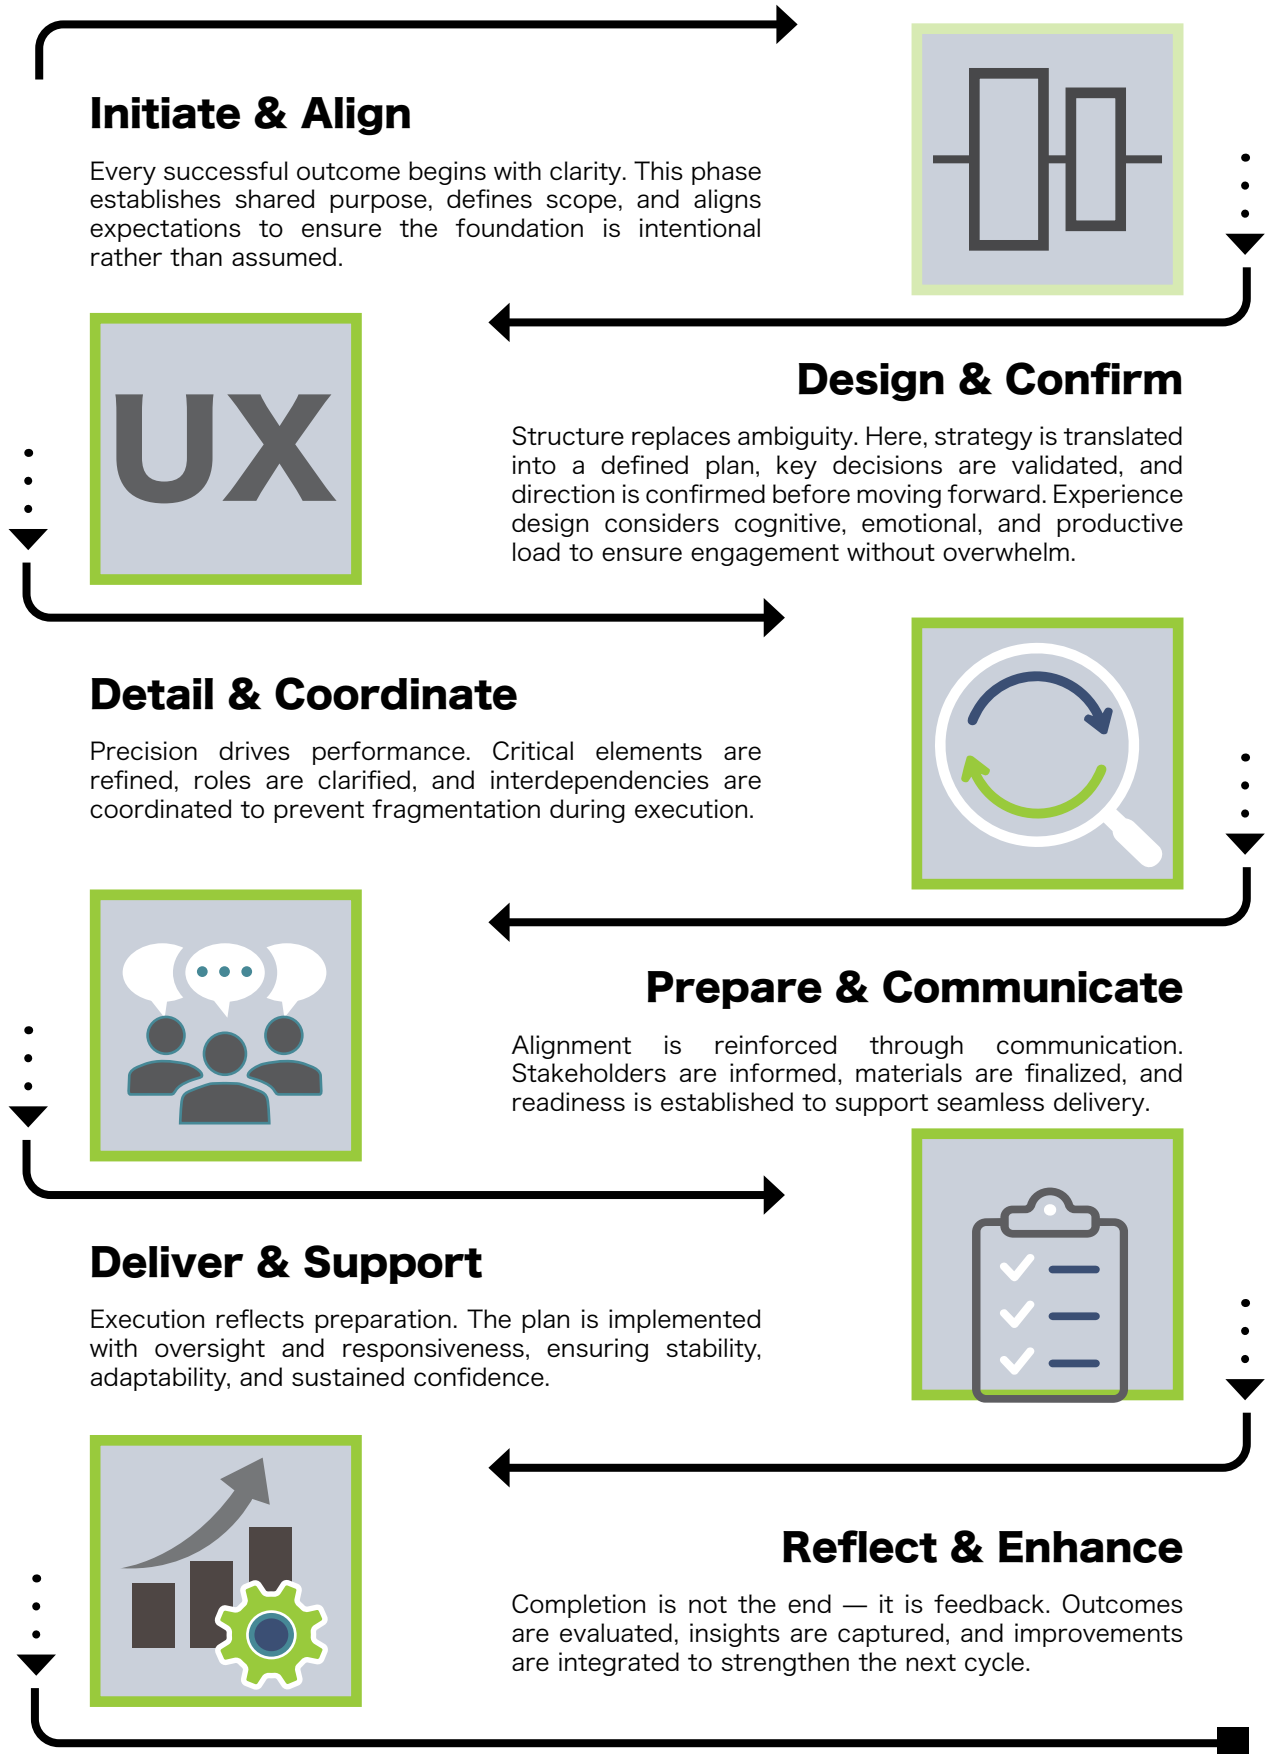 Initiate & Align
Every successful outcome begins with clarity. This phase
establishes shared purpose, defines scope, and aligns
expectations to ensure the foundation is intentional
rather than assumed.
UX
Design & Confirm
Structure replaces ambiguity. Here, strategy is translated
into a defined plan, key decisions are validated, and
direction is confirmed before moving forward. Experience
design considers cognitive, emotional, and productive
load to ensure engagement without overwhelm.
Detail & Coordinate
Precision drives performance. Critical elements are
refined, roles are clarified, and interdependencies are
coordinated to prevent fragmentation during execution.
Prepare & Communicate
Alignment is reinforced through communication.
Stakeholders are informed, materials are finalized, and
readiness is established to support seamless delivery.
Deliver & Support
Execution reflects preparation. The plan is implemented
with oversight and responsiveness, ensuring stability,
adaptability, and sustained confidence.
Reflect & Enhance
Completion is not the end — it is feedback. Outcomes
are evaluated, insights are captured, and improvements
are integrated to strengthen the next cycle.